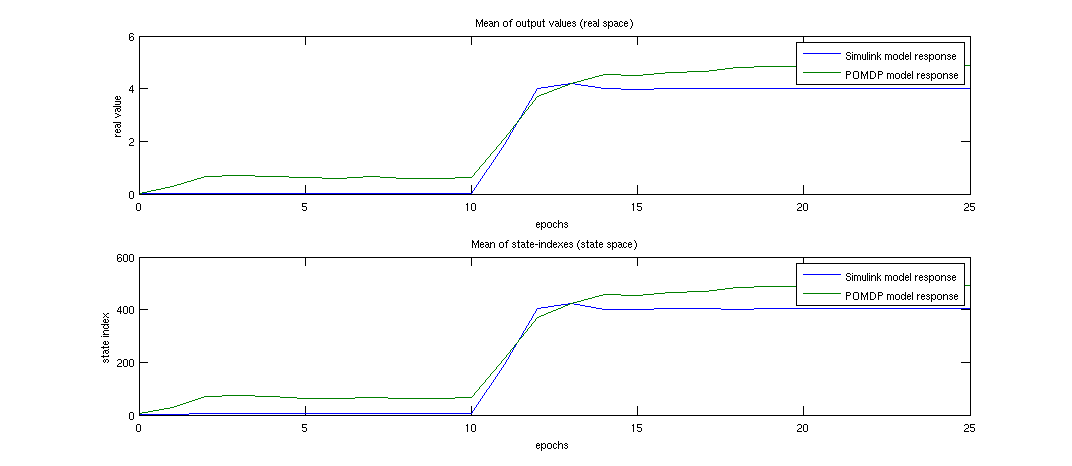 Mean of output values (real space)
6
4
2
0
real value
Simulink model response
POMDP model response
0 5 10 15 20 25
epochs
Mean of state-indexes (state space)
600
400
200
0
state index
Simulink model response
POMDP model response
0 5 10 15 20 25
epochs